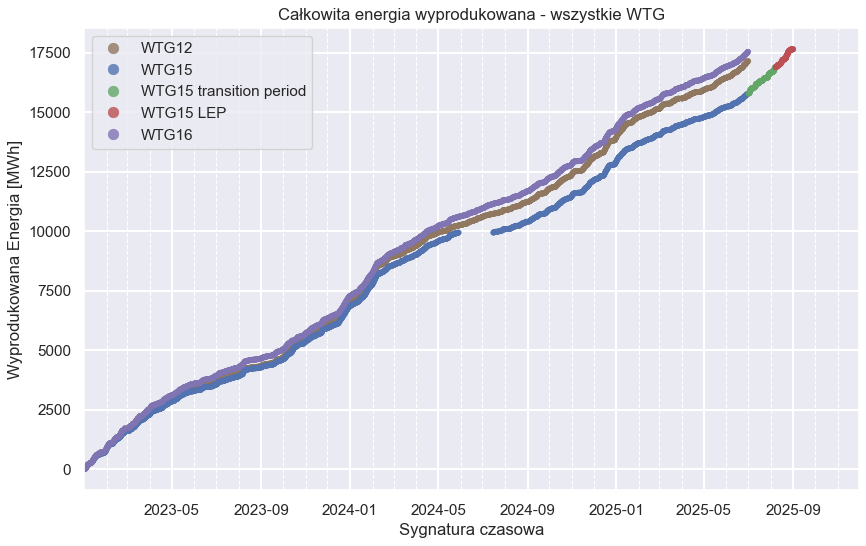 Całkowita energia wyprodukowana - wszystkie WTG
WTG12
WTG15
WTG15 transition period
WTG15 LEP
WTG16
Wyprodukowana Energia [MWh]
17500
15000
12500
10000
7500
5000
2500
0
2023-05
2023-09
2024-01
2024-05
2024-09
2025-01
2025-05
2025-09
Sygnatura czasowa